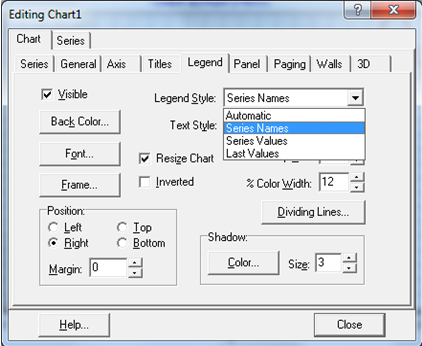 Editing Chart1
?
X
Chart Series
Series General Axis Titles Legend Panel Paging Walls 3D
Visible
Legend Style: Series Names
Automatic
Series Names
Series Values
Last Values
Back Color...
Text Style:
Font...
Resize Chart
Frame...
Inverted
% Color Width: 12
Dividing Lines...
Position:
Left Top
Right Bottom
Margin: 0
Shadow:
Color... Size: 3
Help... Close